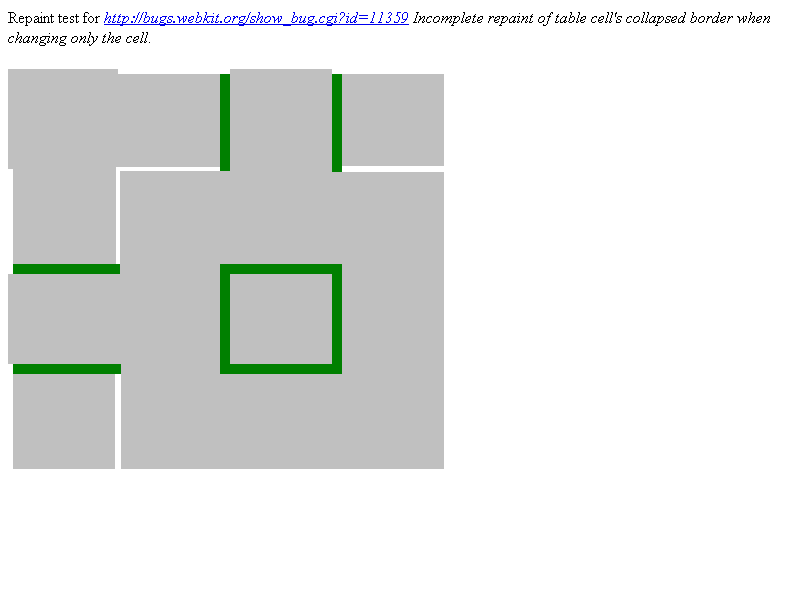 Repaint test for http://bugs.webkit.org/show_bug.cgi?id=11359 Incomplete repaint of table cell's collapsed border when
changing only the cell.